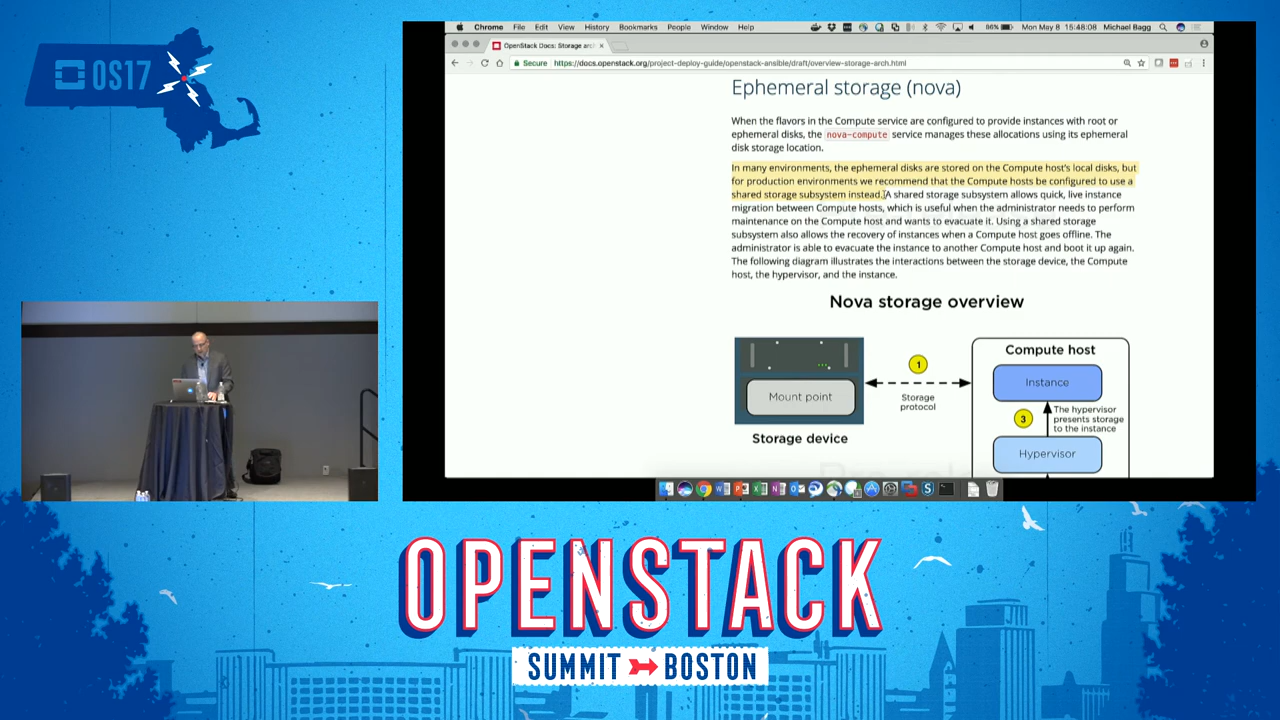 OS17
Chrome File Edit View History Bookmarks People Window Help
86% Mon May 8 15:48:08 Michael Bagg
OpenStack Docs: Storage arc
Secure https://docs.openstack.org/project-deploy-guide/openstack-ansible/draft/overview-storage-arch.html
Ephemeral storage (nova)
When the flavors in the Compute service are configured to provide instances with root or
ephemeral disks, the nova-compute service manages these allocations using its ephemeral
disk storage location.
In many environments, the ephemeral disks are stored on the Compute host's local disks, but
for production environments we recommend that the Compute hosts be configured to use a
shared storage subsystem instead. A shared storage subsystem allows quick, live instance
migration between Compute hosts, which is useful when the administrator needs to perform
maintenance on the Compute host and wants to evacuate it. Using a shared storage
subsystem also allows the recovery of instances when a Compute host goes offline. The
administrator is able to evacuate the instance to another Compute host and boot it up again.
The following diagram illustrates the interactions between the storage device, the Compute
host, the hypervisor, and the instance.
Nova storage overview
Compute host
1
Instance
Mount point
Storage
protocol
3
The hypervisor
presents storage
to the instance
Storage device
Hypervisor
OPENSTACK
SUMMIT BOSTON